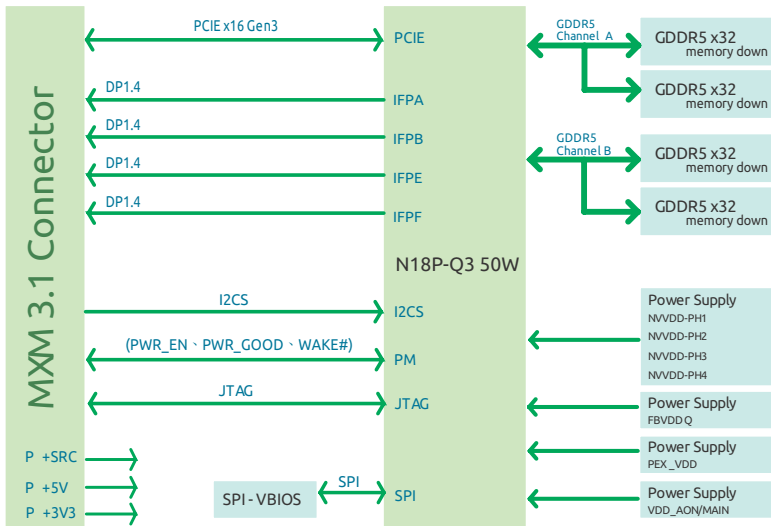 MXM 3.1 Connector
PCIE x16 Gen3
DP1.4
DP1.4
DP1.4
DP1.4
I2CS
(PWR_EN、PWR_GOOD、WAKE#)
JTAG
P +SRC
P +5V
P +3V3
SPI - VBIOS
SPI
PCIE
IFPA
IFPB
IFPE
IFPF
N18P-Q3 50W
I2CS
PM
JTAG
SPI
GDDR5
Channel A
GDDR5
Channel B
GDDR5 x32
memory down
GDDR5 x32
memory down
GDDR5 x32
memory down
GDDR5 x32
memory down
Power Supply
NVVDD-PH1
NVVDD-PH2
NVVDD-PH3
NVVDD-PH4
Power Supply
FBVDDQ
Power Supply
PEX_VDD
Power Supply
VDD_AON/MAIN